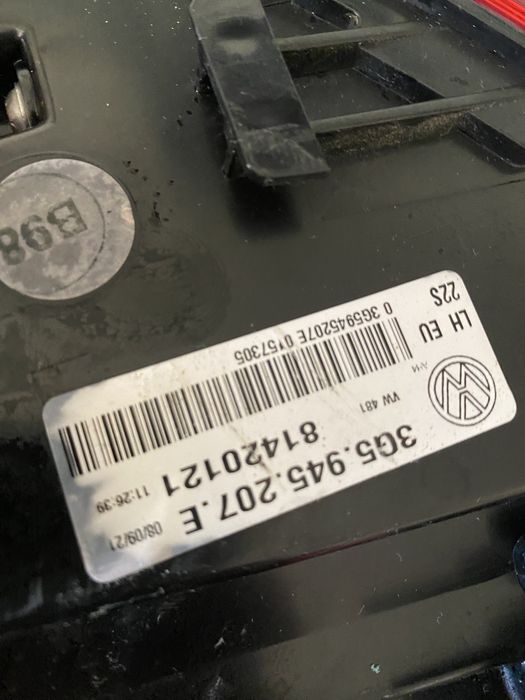 3G5.945.207.E
81420121
08/09/21
11:26:39
VW 481
A-14
0 3G5945207E 0157305
LH EU
22S
B98